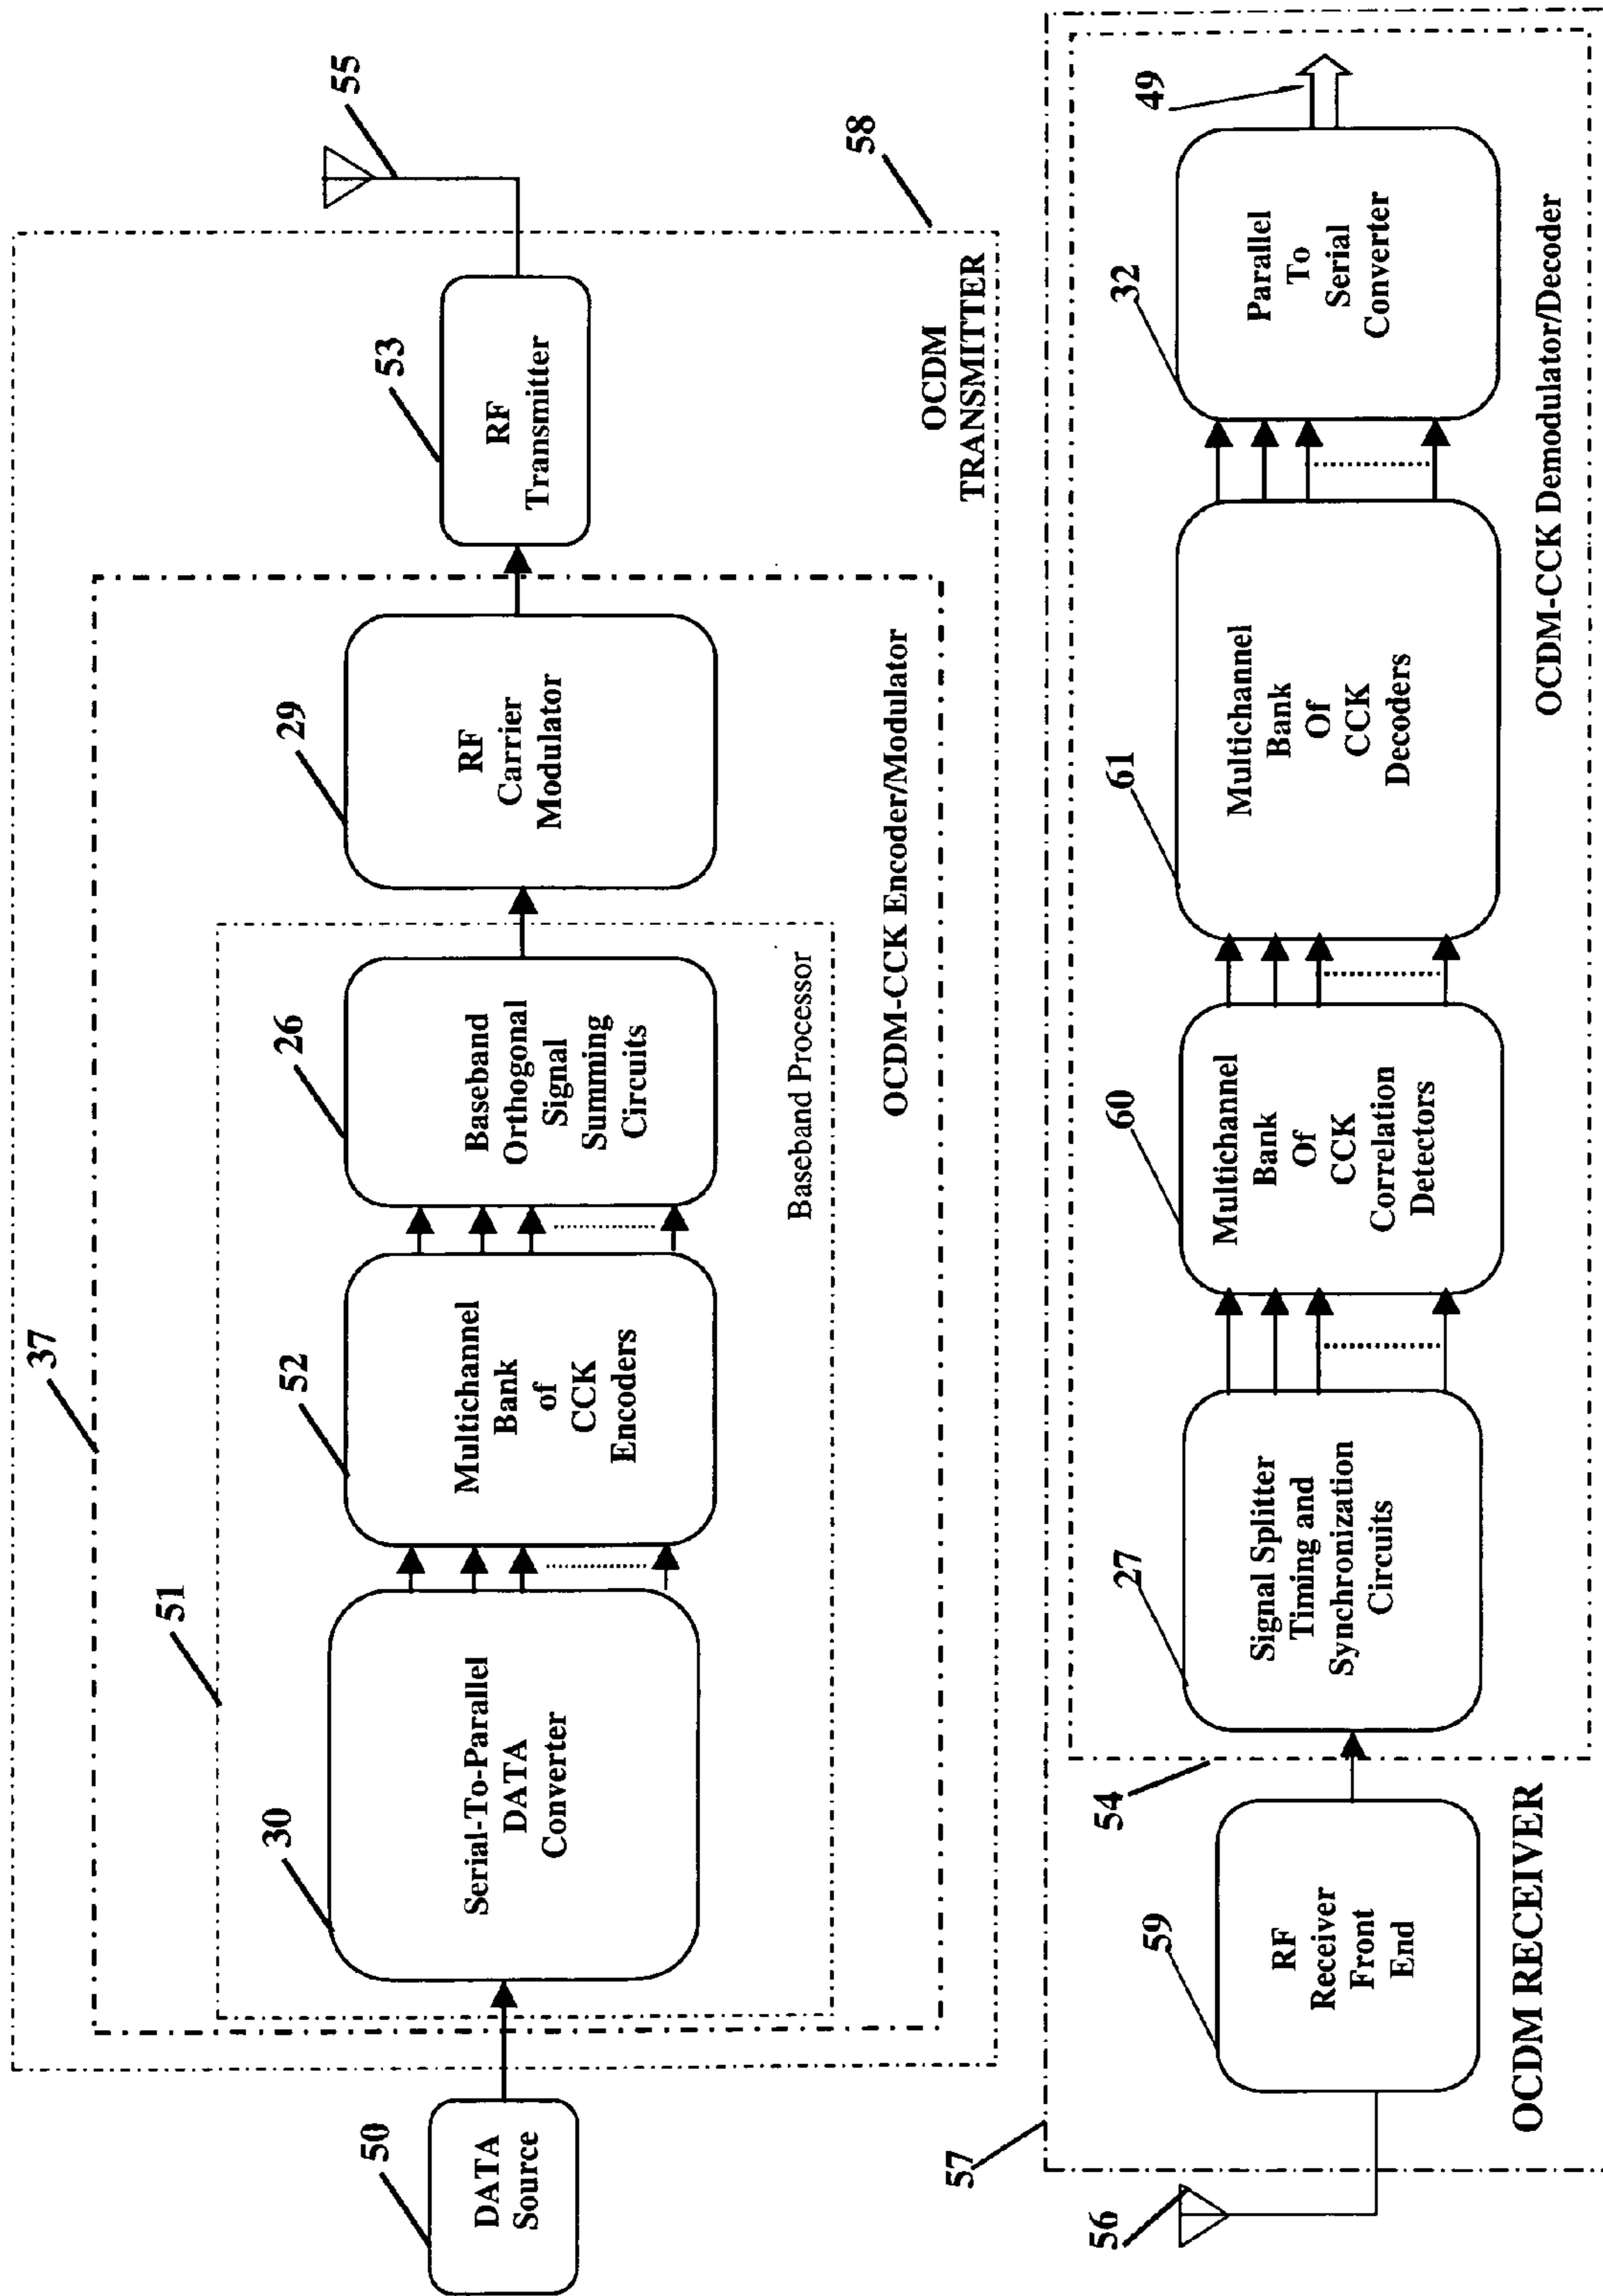 37
51
50
DATA
Source
30
Serial-To-Parallel
DATA
Converter
52
Multichannel
Bank
of
CCK
Encoders
26
Baseband
Orthogonal
Signal
Summing
Circuits
Baseband Processor
29
RF
Carrier
Modulator
OCDM-CCK Encoder/Modulator
53
RF
Transmitter
55
58
OCDM
TRANSMITTER
57
56
59
RF
Receiver
Front
End
OCDM RECEIVER
54
27
Signal Splitter
Timing and
Synchronization
Circuits
60
Multichannel
Bank
Of
CCK
Correlation
Detectors
61
Multichannel
Bank
Of
CCK
Decoders
32
Parallel
To
Serial
Converter
49
OCDM-CCK Demodulator/Decoder